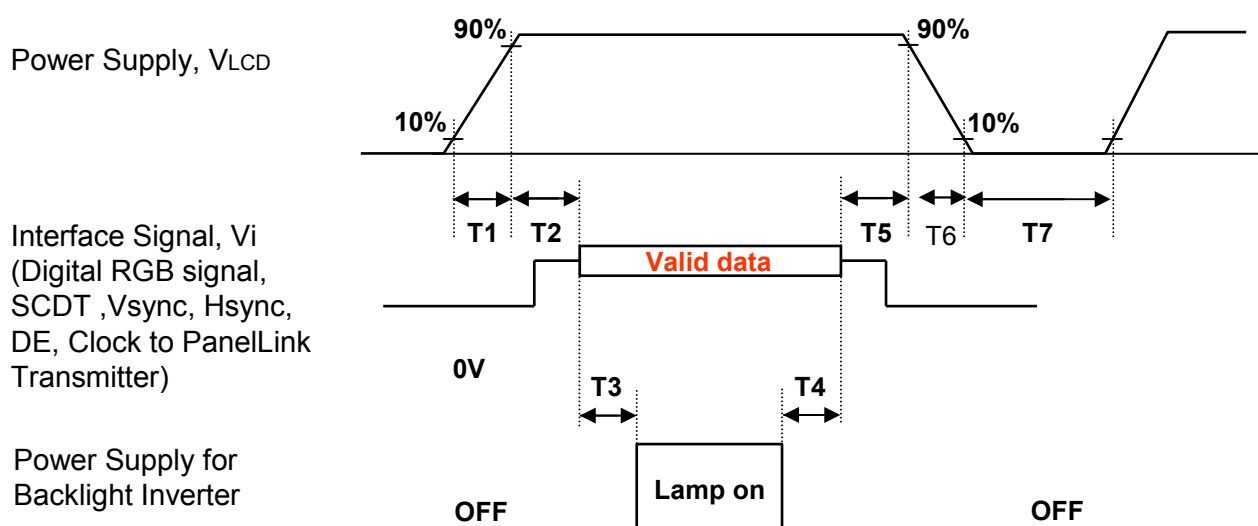 90%
90%
Power Supply, VLCD
10%
10%
T1
T2
T5
T6
T7
Interface Signal, Vi
(Digital RGB signal,
SCDT ,Vsync, Hsync,
DE, Clock to PanelLink
Transmitter)
Valid data
0V
T3
T4
Power Supply for
Backlight Inverter
Lamp on
OFF
OFF